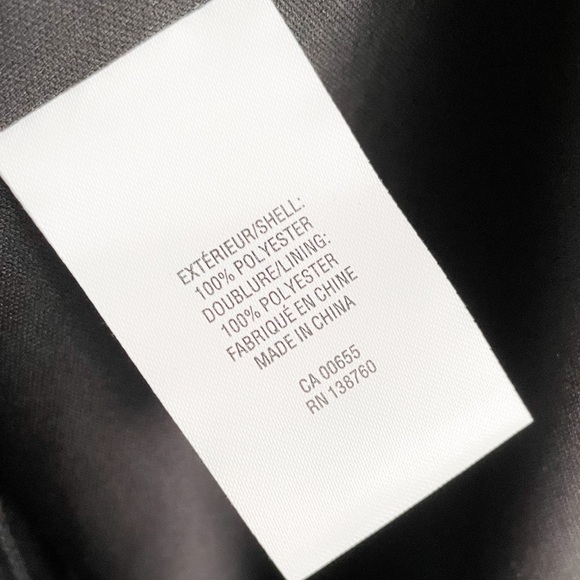 EXTÉRIEUR/SHELL:
100% POLYESTER
DOUBLURE/LINING:
100% POLYESTER
FABRIQUÉ EN CHINE
MADE IN CHINA
CA 00655
RN 138760